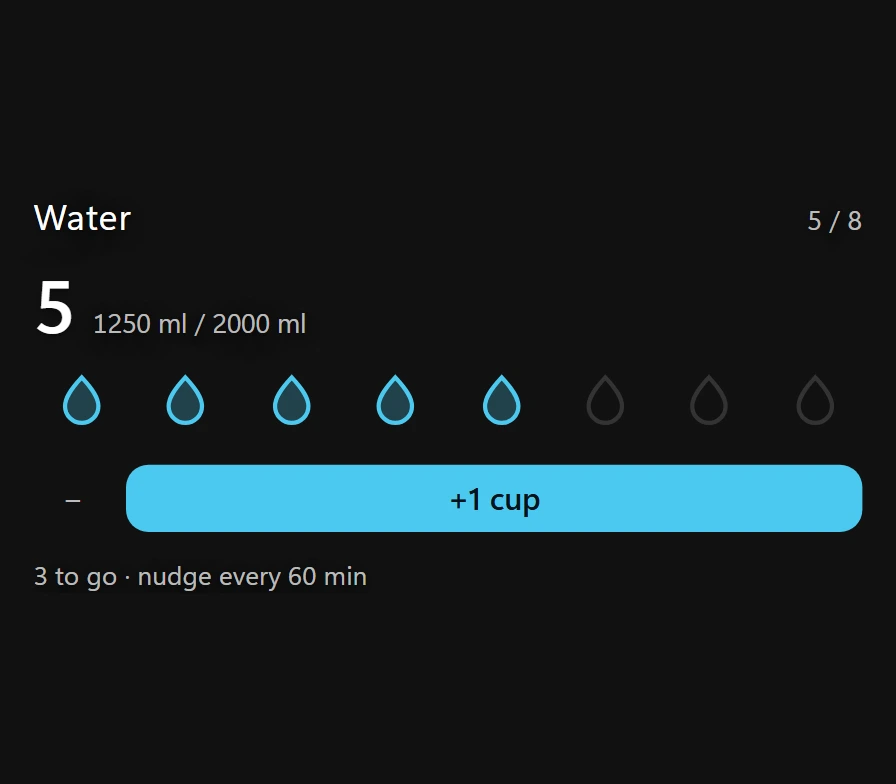 Water
5 / 8
5 1250 ml / 2000 ml
– +1 cup
3 to go · nudge every 60 min